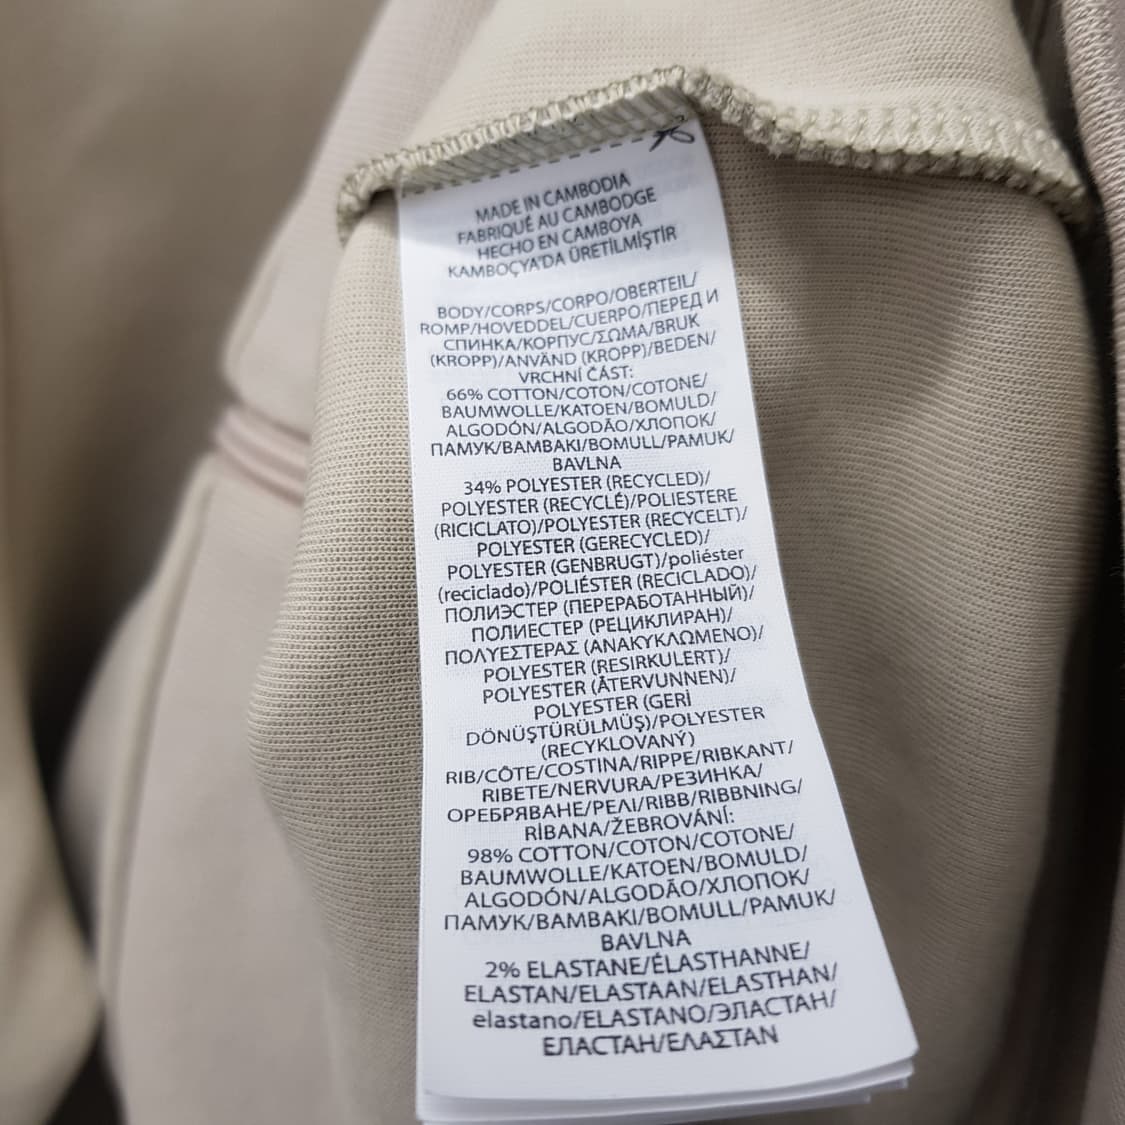 MADE IN CAMBODIA
FABRIQUÉ AU CAMBODGE
HECHO EN CAMBOYA
KAMBOÇYA'DA ÜRETİLMİŞTİR
BODY/CORPS/CORPO/OBERTEIL/
ROMP/HOVEDDEL/CUERPO/ПЕРЕД И
СПИНКА/КОРПУС/ΣΩΜΑ/BRUK
(KROPP)/ANVÄND (KROPP)/BEDEN/
VRCHNÍ ČÁST:
66% COTTON/COTON/COTONE/
BAUMWOLLE/KATOEN/BOMULD/
ALGODÓN/ALGODÃO/ХЛОПОК/
ПАМУК/ΒΑΜΒΑΚΙ/BOMULL/PAMUK/
BAVLNA
34% POLYESTER (RECYCLED)/
POLYESTER (RECYCLÉ)/POLIESTERE
(RICICLATO)/POLYESTER (RECYCELT)/
POLYESTER (GERECYCLED)/
POLYESTER (GENBRUGT)/poliéster
(reciclado)/POLIÉSTER (RECICLADO)/
ПОЛИЭСТЕР (ПЕРЕРАБОТАННЫЙ)/
ПОЛИЕСТЕР (РЕЦИКЛИРАН)/
ΠΟΛΥΕΣΤΕΡΑΣ (ΑΝΑΚΥΚΛΩΜΕΝΟ)/
POLYESTER (RESIRKULERT)/
POLYESTER (ÅTERVUNNEN)/
POLYESTER (GERİ
DÖNÜŞTÜRÜLMÜŞ)/POLYESTER
(RECYKLOVANÝ)
RIB/CÔTE/COSTINA/RIPPE/RIBKANT/
RIBETE/NERVURA/РЕЗИНКА/
ОРЕБРЯВАНЕ/ΡΕΛΙ/RIBB/RIBBNING/
RİBANA/ŽEBROVÁNÍ:
98% COTTON/COTON/COTONE/
BAUMWOLLE/KATOEN/BOMULD/
ALGODÓN/ALGODÃO/ХЛОПОК/
ПАМУК/ΒΑΜΒΑΚΙ/BOMULL/PAMUK/
BAVLNA
2% ELASTANE/ÉLASTHANNE/
ELASTAN/ELASTAAN/ELASTHAN/
elastano/ELASTANO/ЭЛАСТАН/
ЕЛАСТАН/ΕΛΑΣΤΑΝ